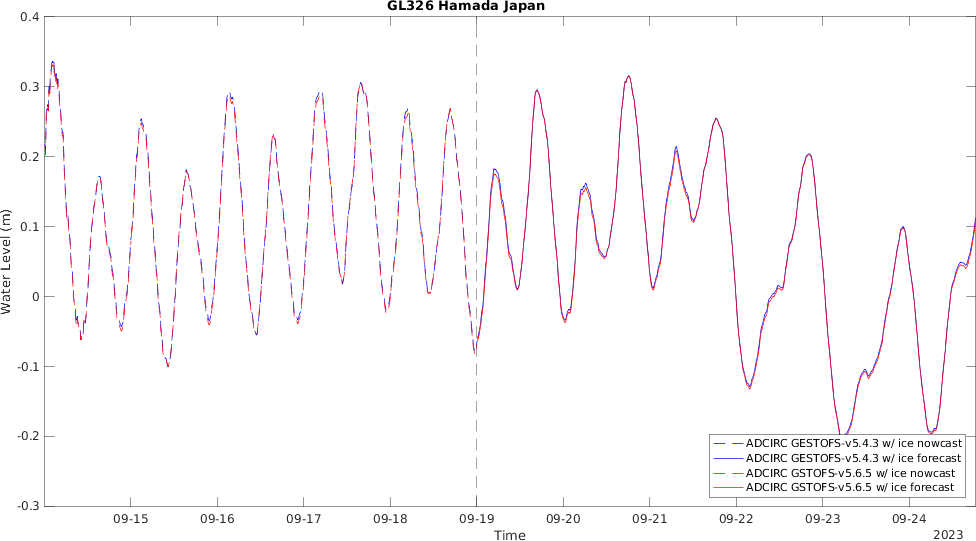 GL326 Hamada Japan
0.4
0.3
0.2
0.1
0
-0.1
-0.2
-0.3
Water Level (m)
ADCIRC GESTOFS-v5.4.3 w/ ice nowcast
ADCIRC GESTOFS-v5.4.3 w/ ice forecast
ADCIRC GSTOFS-v5.6.5 w/ ice nowcast
ADCIRC GSTOFS-v5.6.5 w/ ice forecast
09-15 09-16 09-17 09-18 09-19 09-20 09-21 09-22 09-23 09-24
Time
2023